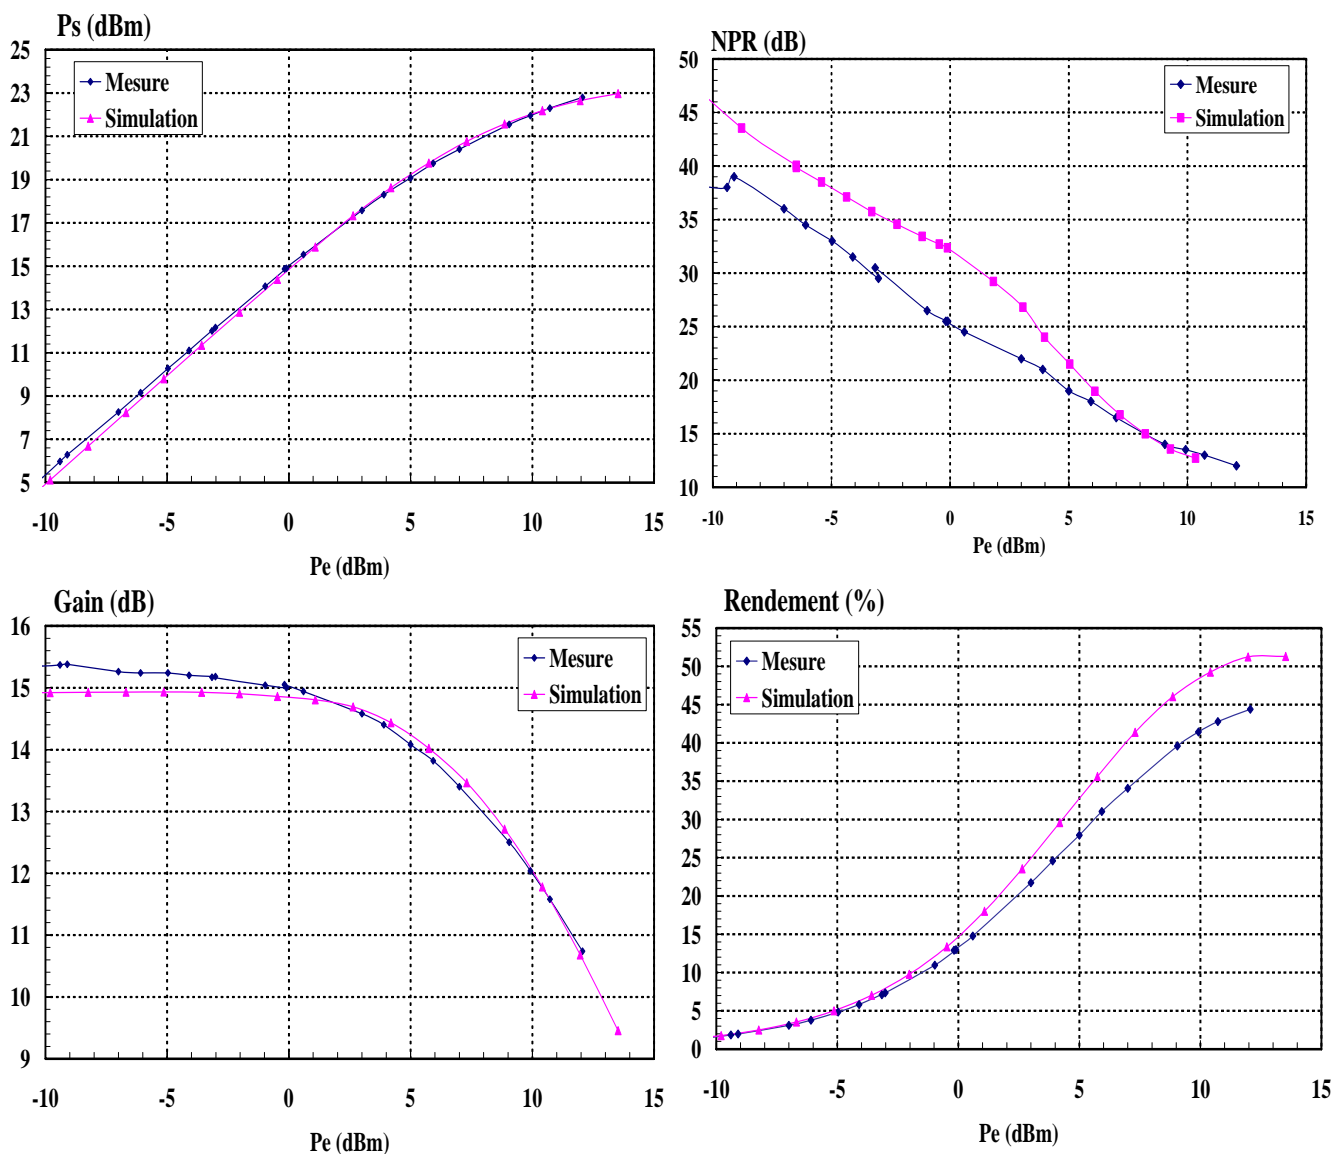 Ps (dBm)
25
23
21
19
17
15
13
11
9
7
5
Mesure
Simulation
-10 -5 0 5 10 15
Pe (dBm)
NPR (dB)
50
45
40
35
30
25
20
15
10
Mesure
Simulation
-10 -5 0 5 10 15
Pe (dBm)
Gain (dB)
16
15
14
13
12
11
10
9
Mesure
Simulation
-10 -5 0 5 10 15
Pe (dBm)
Rendement (%)
55
50
45
40
35
30
25
20
15
10
5
0
Mesure
Simulation
-10 -5 0 5 10 15
Pe (dBm)